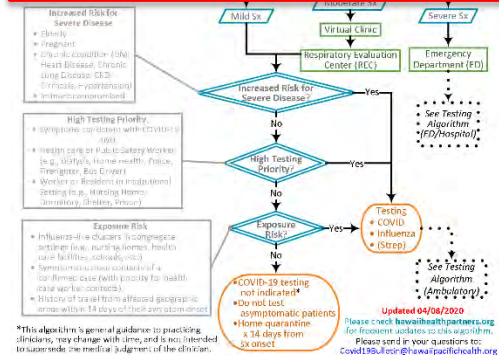 Mild Sx
Moderate Sx
Severe Sx
Virtual Clinic
Respiratory Evaluation
Center (REC)
Emergency
Department (ED)
Increased Risk for
Severe Disease
• Elderly
• Pregnant
• Chronic condition (DM,
Heart Disease, Chronic
Lung Disease, CKD,
Cirrhosis, Hypertension)
• Immunocompromised
Increased Risk for
Severe Disease?
Yes
No
See Testing
Algorithm
(ED/Hospital)
High Testing Priority
• Symptoms consistent with COVID-19
AND
• Health care or Public Safety Worker
(e.g., Dialysis, Home health, Police,
Firefighter, Bus Driver)
• Worker or Resident in Institutional
Setting (e.g., Nursing Home,
Dormitory, Shelter, Prison)
High Testing
Priority?
Yes
No
Exposure Risk
• Influenza-like clusters in congregate
settings (e.g., nursing homes, health
care facilities, schools, etc)
• Symptomatic close contacts of a
confirmed case (with priority for health
care worker contacts).
• History of travel from affected geographic
areas within 14 days of their symptom onset
Exposure
Risk?
Yes
No
Testing
• COVID
• Influenza
• (Strep)
See Testing
Algorithm
(Ambulatory)
• COVID-19 testing
not indicated*
• Do not test
asymptomatic patients
• Home quarantine
x 14 days from
sx onset
*This algorithm is general guidance to practicing
clinicians, may change with time, and is not intended
to supersede the medical judgment of the clinician.
Updated 04/08/2020
Please check hawaiihealthpartners.org
for frequent updates to this algorithm.
Please send in your questions to:
Covid19Bulletin@hawaiipacifichealth.org